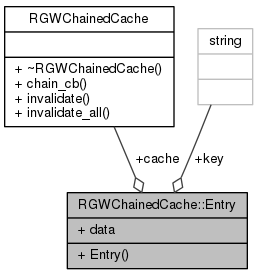 RGWChainedCache
+ ~RGWChainedCache()
+ chain_cb()
+ invalidate()
+ invalidate_all()
string
+cache
+key
RGWChainedCache::Entry
+ data
+ Entry()